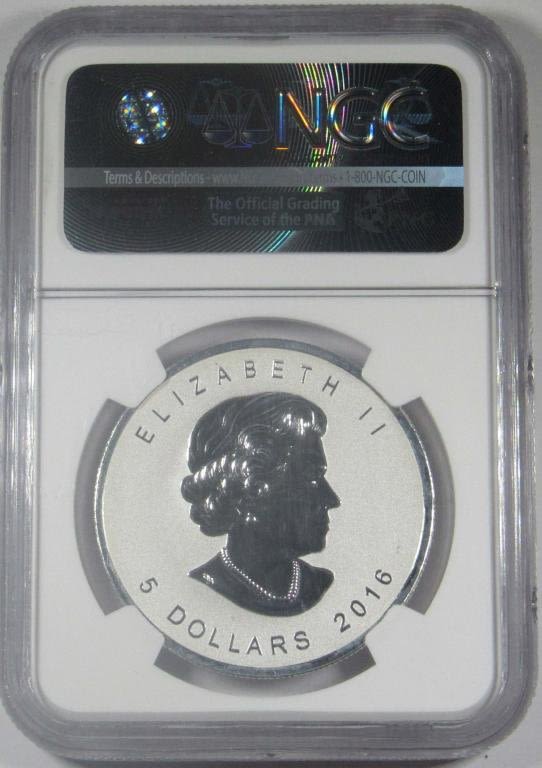 NGC
Terms & Descriptions - www. 1-800-NGC-COIN
The Official Grading
Service of the PNG
ELIZABETH II
5 DOLLARS 2016